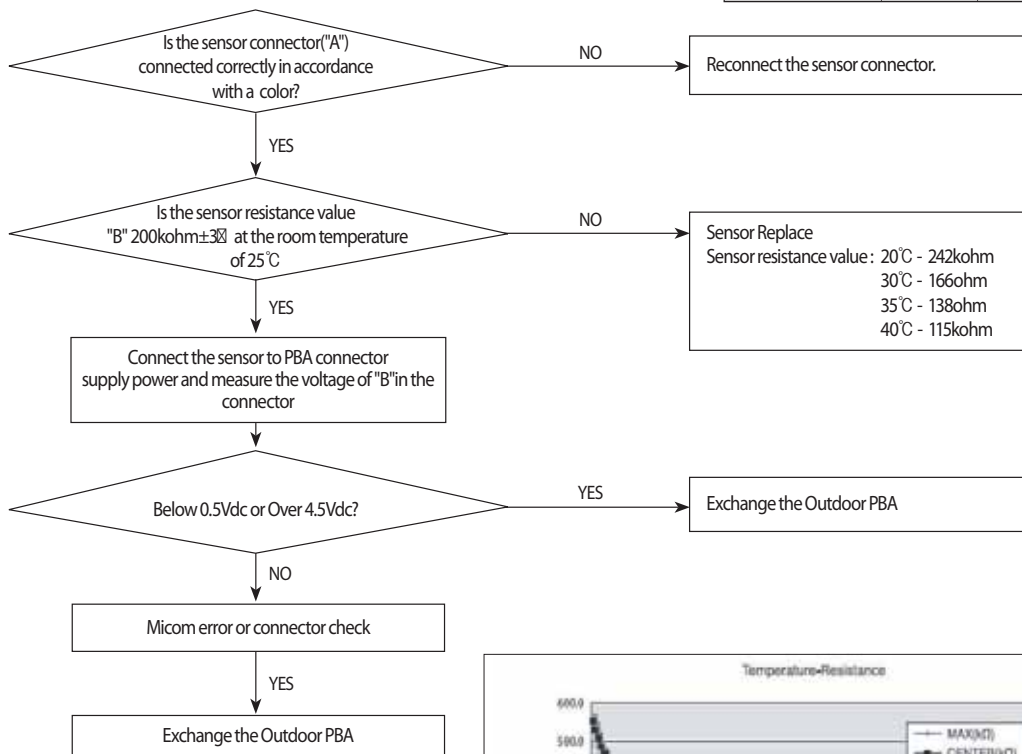 Is the sensor connector("A")
connected correctly in accordance
with a color?
NO
Reconnect the sensor connector.
YES
Is the sensor resistance value
"B" 200kohm±3 at the room temperature
of 25℃
NO
Sensor Replace
Sensor resistance value : 20℃ - 242kohm
30℃ - 166ohm
35℃ - 138ohm
40℃ - 115kohm
YES
Connect the sensor to PBA connector
supply power and measure the voltage of "B"in the
connector
Below 0.5Vdc or Over 4.5Vdc?
YES
Exchange the Outdoor PBA
NO
Micom error or connector check
YES
Exchange the Outdoor PBA
Temperature-Resistance
600.0
500.0
MAX(kΩ)
CENTER(kΩ)